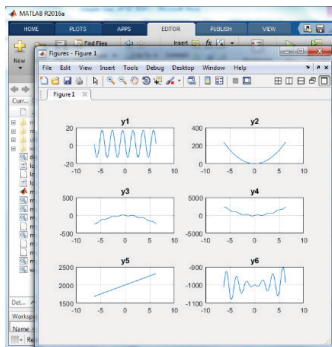 MATLAB R2016a
HOME PLOTS APPS EDITOR PUBLISH VIEW
New Find Files Insert fx
Figures - Figure 1
File Edit View Insert Tools Debug Desktop Window Help
Figure 1
Curr...
y1 y2
20 400
0 200
-20 0
-10 -5 0 5 10 -10 -5 0 5 10
y3 y4
500 5000
0 0
-500 -5000
-10 -5 0 5 10 -10 -5 0 5 10
y5 y6
2500 -900
2000 -1000
1500 -1100
-10 -5 0 5 10 -10 -5 0 5 10
Det...
Workspa
Name